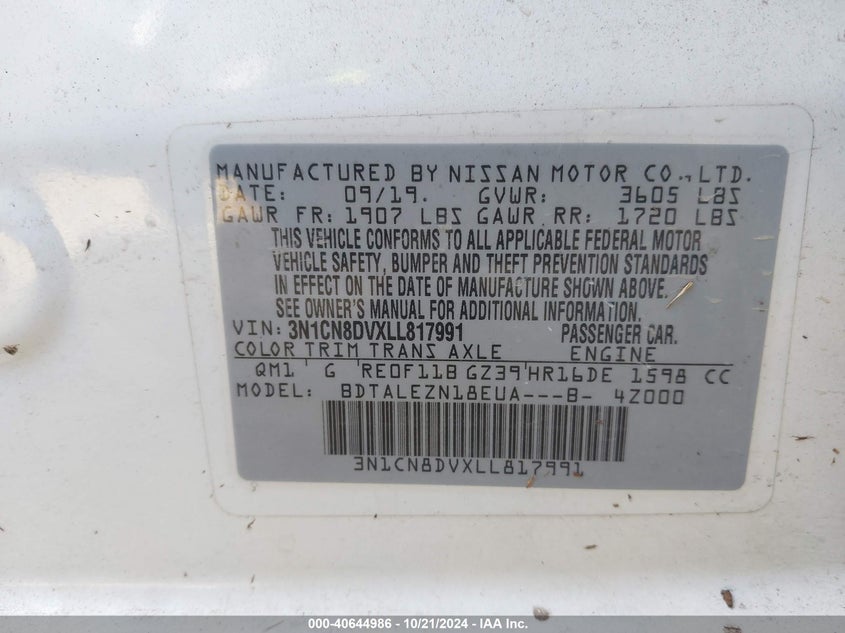 MANUFACTURED BY NISSAN MOTOR CO.,LTD.
DATE: 09/19. GVWR: 3605 LBS
GAWR FR: 1907 LBS GAWR RR: 1720 LBS
THIS VEHICLE CONFORMS TO ALL APPLICABLE FEDERAL MOTOR
VEHICLE SAFETY, BUMPER AND THEFT PREVENTION STANDARDS
IN EFFECT ON THE DATE OF MANUFACTURE SHOWN ABOVE.
SEE OWNER'S MANUAL FOR ADDITIONAL INFORMATION.
VIN: 3N1CN8DVXLL817991 PASSENGER CAR.
COLOR TRIM TRANS AXLE ENGINE
QM1 G RE0F11B GZ39 HR16DE 1598 CC
MODEL: BDTALEZN18EUA---B- 4Z000
3N1CN8DVXLL817991
000-40644986 - 10/21/2024 - IAA Inc.